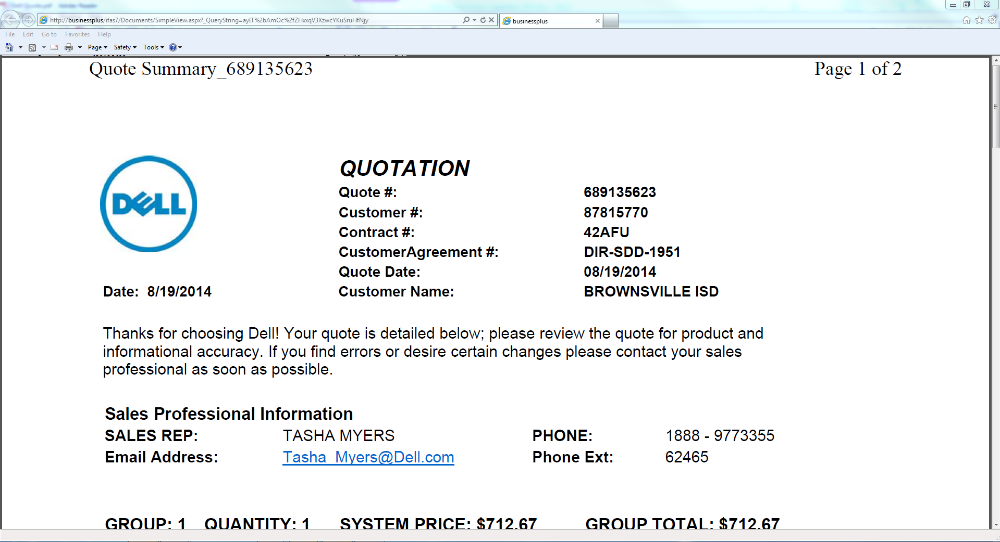 http://businessplus/ifas7/Documents/SimpleView.aspx?_QueryString=ayIT%2bAmOc%2fZHxxqV3XzwcYKuSruHfNjy
businessplus
File Edit Go to Favorites Help
Page Safety Tools
Quote Summary_689135623 Page 1 of 2
DELL
QUOTATION
Quote #: 689135623
Customer #: 87815770
Contract #: 42AFU
CustomerAgreement #: DIR-SDD-1951
Quote Date: 08/19/2014
Date: 8/19/2014 Customer Name: BROWNSVILLE ISD
Thanks for choosing Dell! Your quote is detailed below; please review the quote for product and
informational accuracy. If you find errors or desire certain changes please contact your sales
professional as soon as possible.
Sales Professional Information
SALES REP: TASHA MYERS PHONE: 1888 - 9773355
Email Address: Tasha_Myers@Dell.com Phone Ext: 62465
GROUP: 1 QUANTITY: 1 SYSTEM PRICE: $712.67 GROUP TOTAL: $712.67